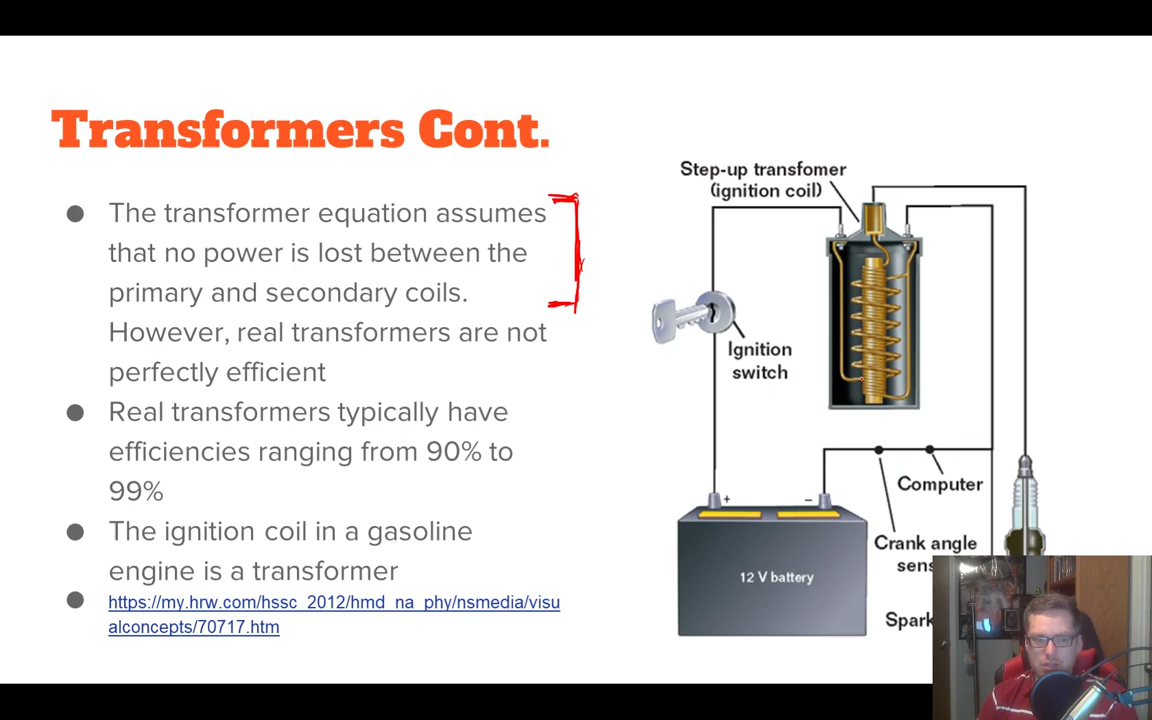 Transformers Cont.
● The transformer equation assumes
that no power is lost between the
primary and secondary coils.
However, real transformers are not
perfectly efficient
● Real transformers typically have
efficiencies ranging from 90% to
99%
● The ignition coil in a gasoline
engine is a transformer
● https://my.hrw.com/hssc_2012/hmd_na_phy/nsmedia/visu
alconcepts/70717.htm
Step-up transfomer
(ignition coil)
Ignition
switch
+
−
12 V battery
Computer
Crank angle
sens
Spark